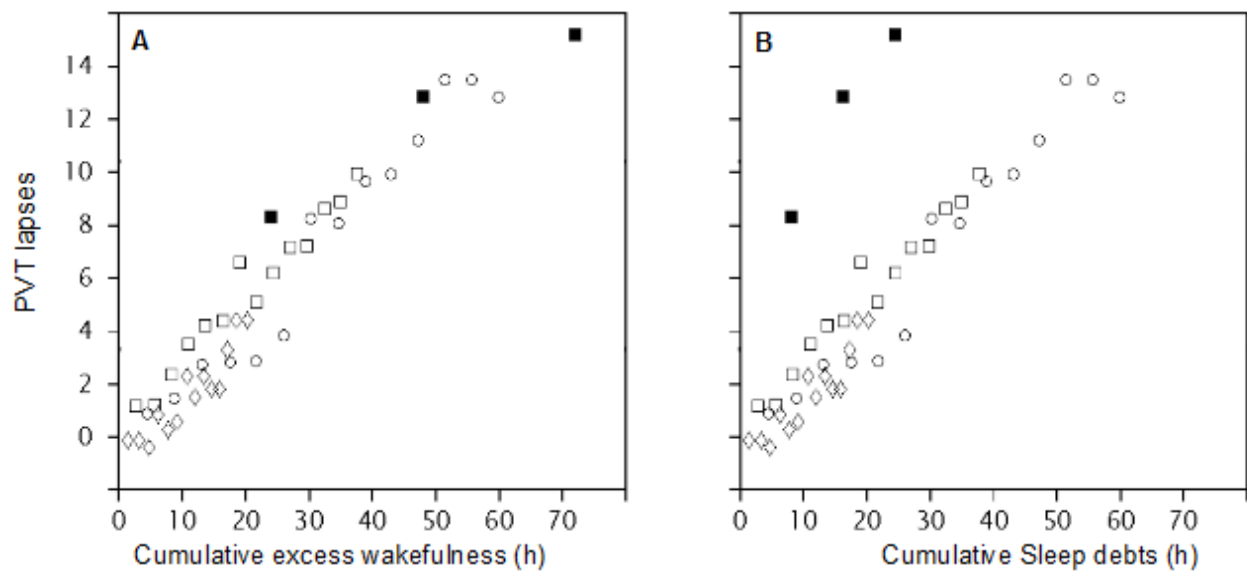 A
B
14
12
10
8
6
4
2
0
PVT lapses
0 10 20 30 40 50 60 70
0 10 20 30 40 50 60 70
Cumulative excess wakefulness (h)
Cumulative Sleep debts (h)